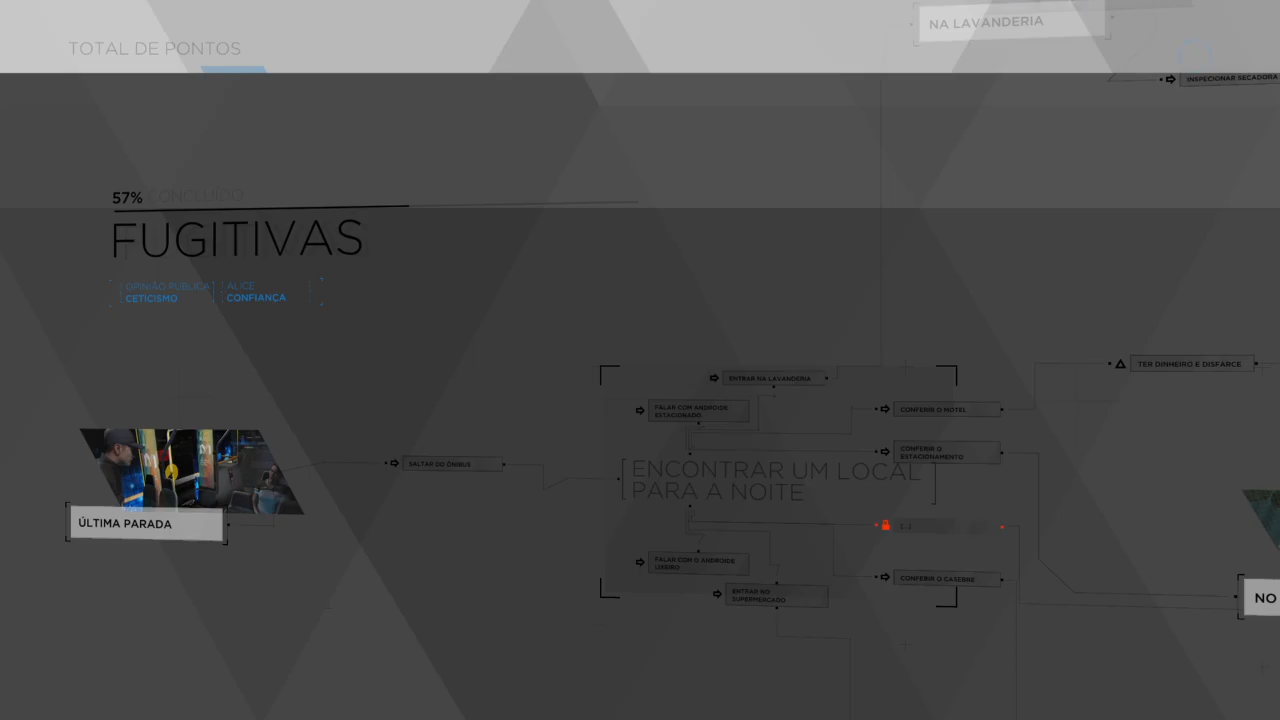 NA LAVANDERIA
TOTAL DE PONTOS
INSPECIONAR SECADORA
57% CONCLUÍDO
FUGITIVAS
OPINIÃO PÚBLICA
CETICISMO
ALICE
CONFIANÇA
TER DINHEIRO E DISFARCE
ENTRAR NA LAVANDERIA
FALAR COM ANDROIDE
ESTACIONADO
CONFERIR O MOTEL
CONFERIR O
ESTACIONAMENTO
SALTAR DO ÔNIBUS
ENCONTRAR UM LOCAL
PARA A NOITE
ÚLTIMA PARADA
[...]
FALAR COM O ANDROIDE
LIXEIRO
CONFERIR O CASEBRE
ENTRAR NO
SUPERMERCADO
NO